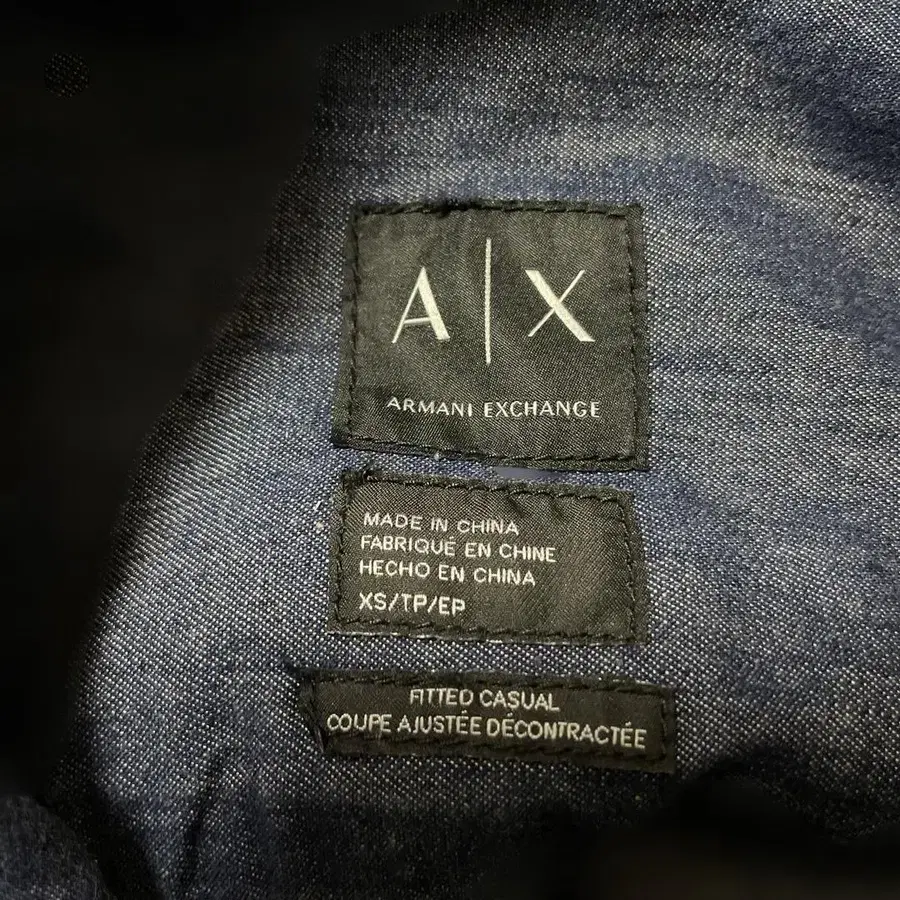 A|X
ARMANI EXCHANGE
MADE IN CHINA
FABRIQUÉ EN CHINE
HECHO EN CHINA
XS/TP/EP
FITTED CASUAL
COUPE AJUSTÉE DÉCONTRACTÉE